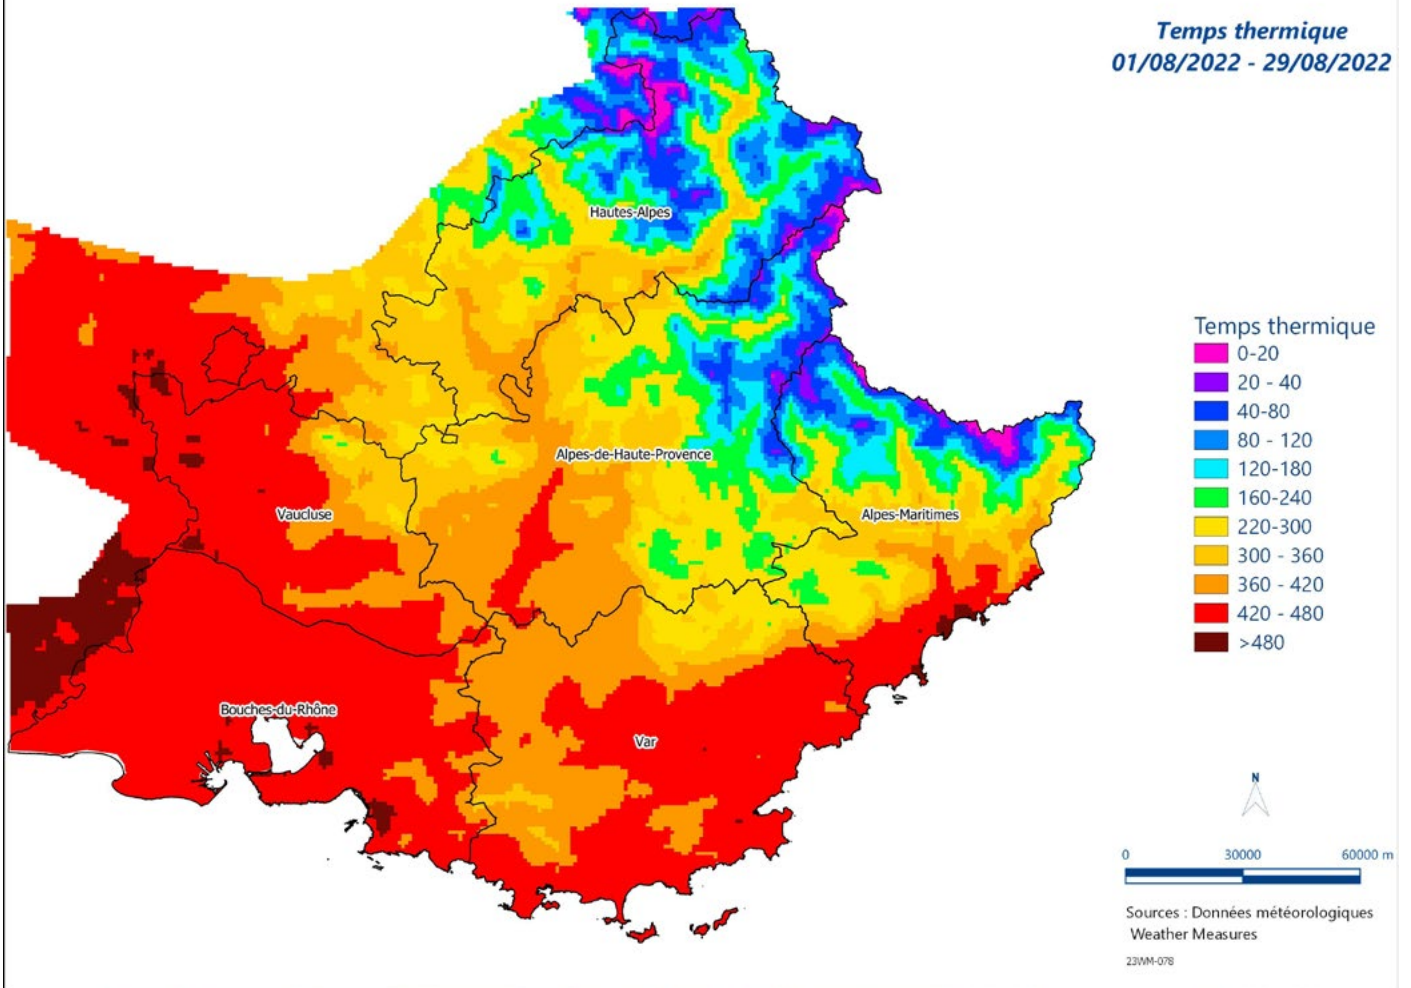 Temps thermique
01/08/2022 - 29/08/2022
Hautes-Alpes
Temps thermique
0-20
20 - 40
40-80
80 - 120
120-180
160-240
220-300
300 - 360
360 - 420
420 - 480
>480
Alpes-de-Haute-Provence
Vaucluse
Alpes-Maritimes
Bouches-du-Rhône
Var
N
0 30000 60000 m
Sources : Données météorologiques
Weather Measures
23WM-078